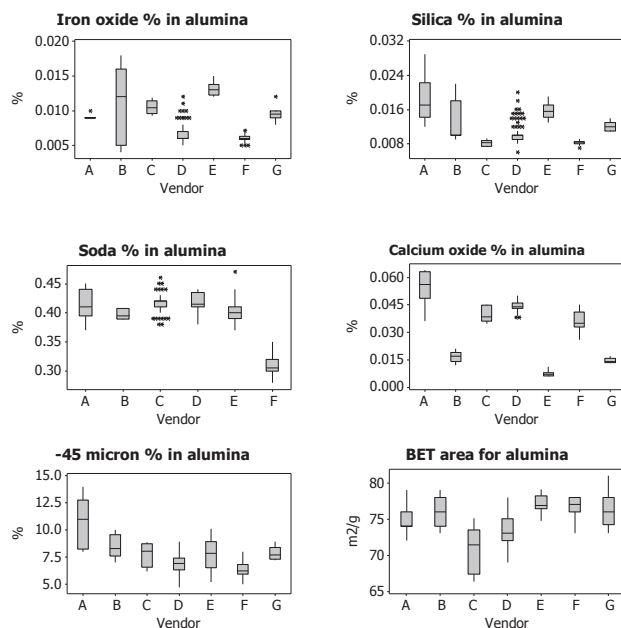 Iron oxide % in alumina
0.020
0.015
0.010
0.005
%
A B C D E F G
Vendor
Silica % in alumina
0.032
0.024
0.016
0.008
%
A B C D E F G
Vendor
Soda % in alumina
0.45
0.40
0.35
0.30
%
A B C D E F
Vendor
Calcium oxide % in alumina
0.060
0.045
0.030
0.015
0.000
%
A B C D E F G
Vendor
-45 micron % in alumina
15.0
12.5
10.0
7.5
5.0
%
A B C D E F G
Vendor
BET area for alumina
80
75
70
65
m2/g
A B C D E F G
Vendor